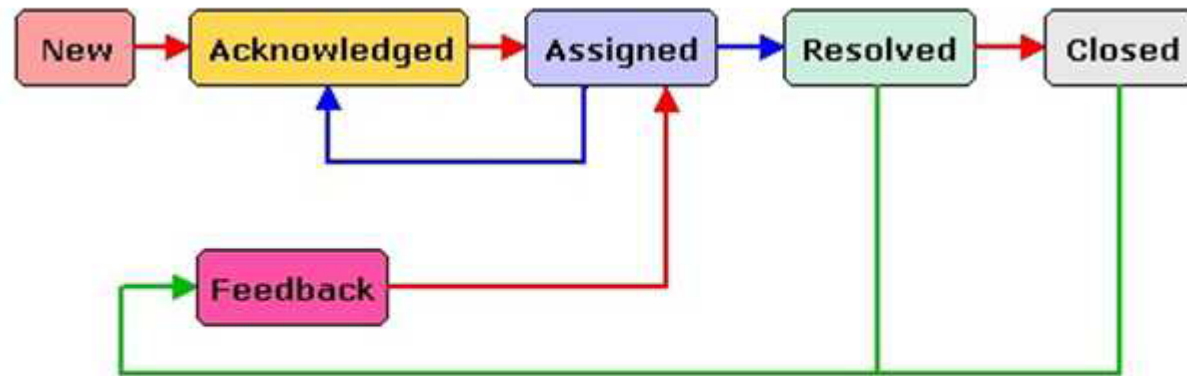 New
Acknowledged
Assigned
Resolved
Closed
Feedback